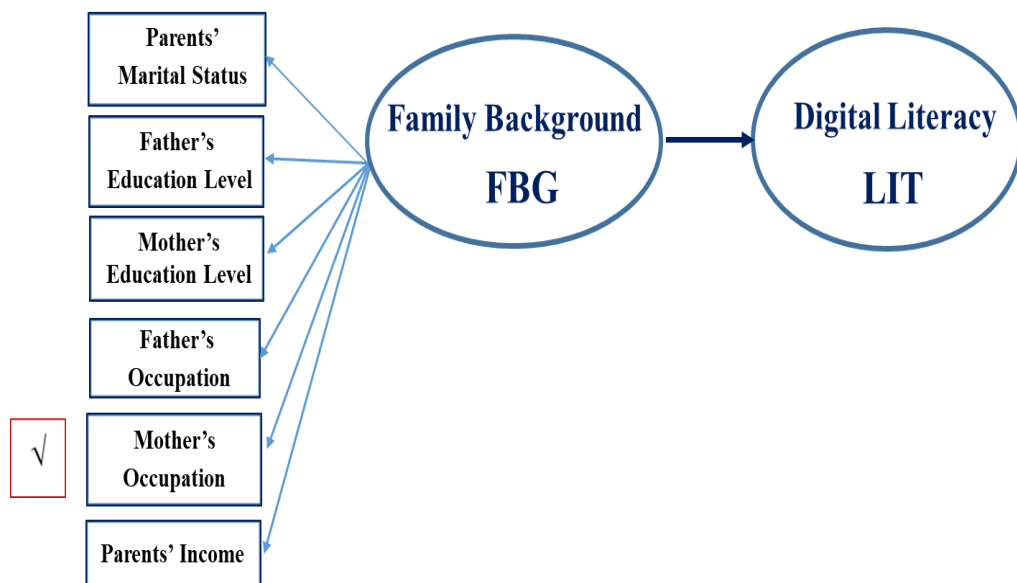 Parents’
Marital Status
Father’s
Education Level
Mother’s
Education Level
Father’s
Occupation
√
Mother’s
Occupation
Parents’ Income
Family Background
FBG
Digital Literacy
LIT